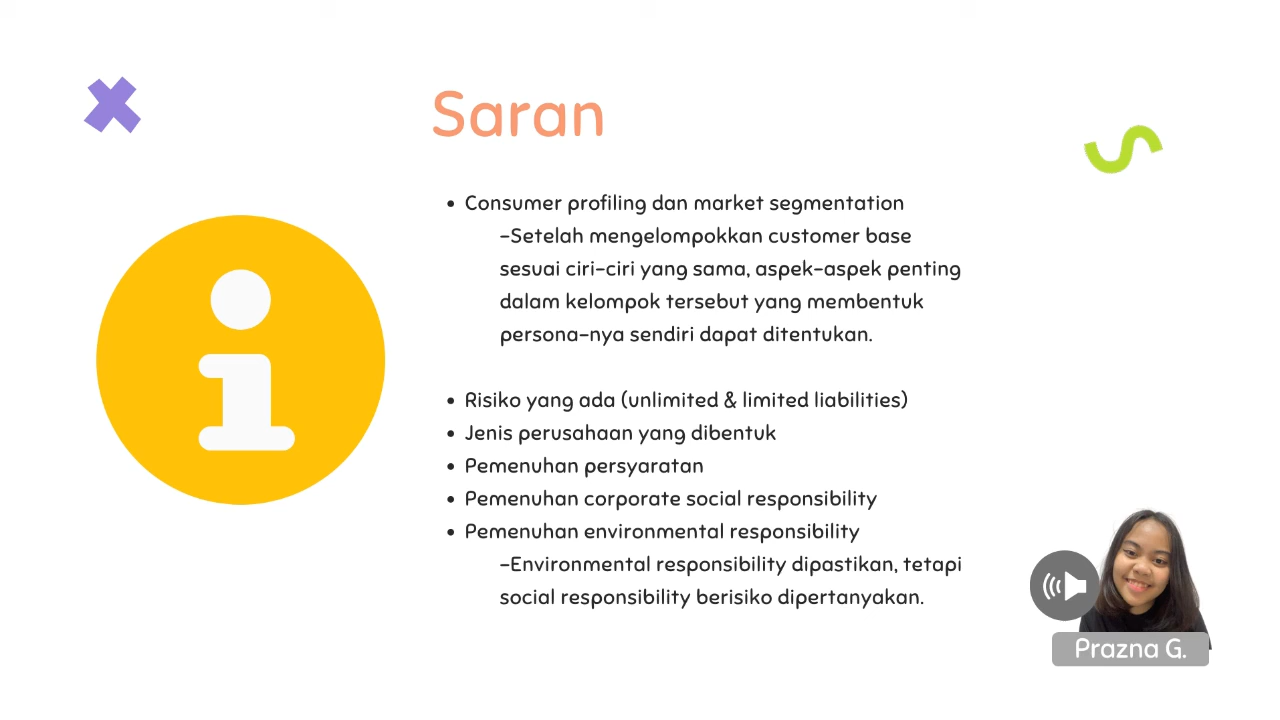 Saran
• Consumer profiling dan market segmentation
-Setelah mengelompokkan customer base
sesuai ciri-ciri yang sama, aspek-aspek penting
dalam kelompok tersebut yang membentuk
persona-nya sendiri dapat ditentukan.
• Risiko yang ada (unlimited & limited liabilities)
• Jenis perusahaan yang dibentuk
• Pemenuhan persyaratan
• Pemenuhan corporate social responsibility
• Pemenuhan environmental responsibility
-Environmental responsibility dipastikan, tetapi
social responsibility berisiko dipertanyakan.
Prazna G.